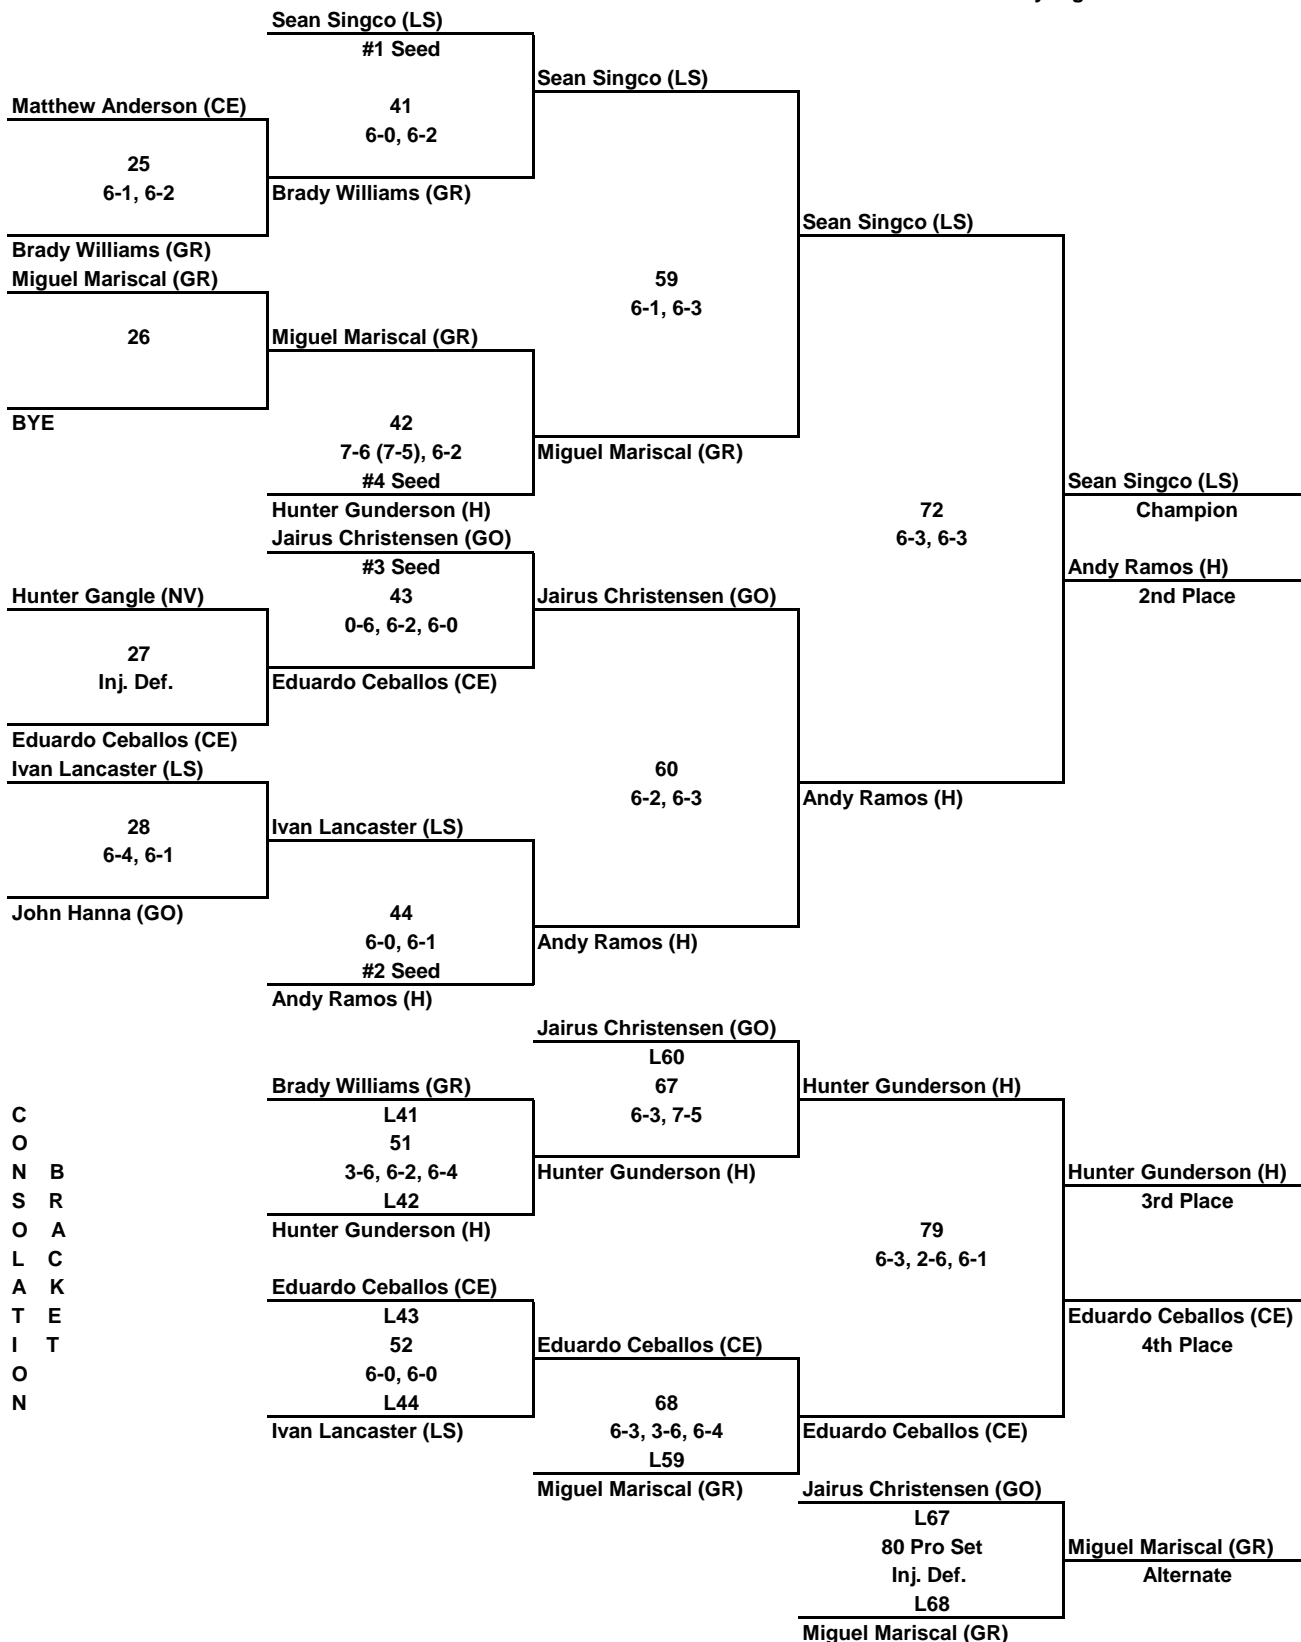 Sean Singco (LS)
#1 Seed
Sean Singco (LS)
Matthew Anderson (CE)
41
6-0, 6-2
25
6-1, 6-2
Brady Williams (GR)
Sean Singco (LS)
Brady Williams (GR)
Miguel Mariscal (GR)
59
6-1, 6-3
26
Miguel Mariscal (GR)
BYE
42
7-6 (7-5), 6-2
Miguel Mariscal (GR)
#4 Seed
Sean Singco (LS)
Hunter Gunderson (H)
72
Champion
Jairus Christensen (GO)
6-3, 6-3
#3 Seed
Andy Ramos (H)
Hunter Gangle (NV)
43
Jairus Christensen (GO)
2nd Place
0-6, 6-2, 6-0
27
Inj. Def.
Eduardo Ceballos (CE)
Eduardo Ceballos (CE)
Ivan Lancaster (LS)
60
6-2, 6-3
Andy Ramos (H)
28
Ivan Lancaster (LS)
6-4, 6-1
John Hanna (GO)
44
6-0, 6-1
Andy Ramos (H)
#2 Seed
Andy Ramos (H)
Jairus Christensen (GO)
L60
Brady Williams (GR)
67
Hunter Gunderson (H)
C
L41
6-3, 7-5
O
51
N B
3-6, 6-2, 6-4
Hunter Gunderson (H)
Hunter Gunderson (H)
S R
L42
3rd Place
O A
Hunter Gunderson (H)
79
L C
6-3, 2-6, 6-1
A K
Eduardo Ceballos (CE)
T E
L43
Eduardo Ceballos (CE)
I T
52
Eduardo Ceballos (CE)
4th Place
O
6-0, 6-0
N
L44
68
Ivan Lancaster (LS)
6-3, 3-6, 6-4
Eduardo Ceballos (CE)
L59
Miguel Mariscal (GR)
Jairus Christensen (GO)
L67
80 Pro Set
Miguel Mariscal (GR)
Inj. Def.
Alternate
L68
Miguel Mariscal (GR)